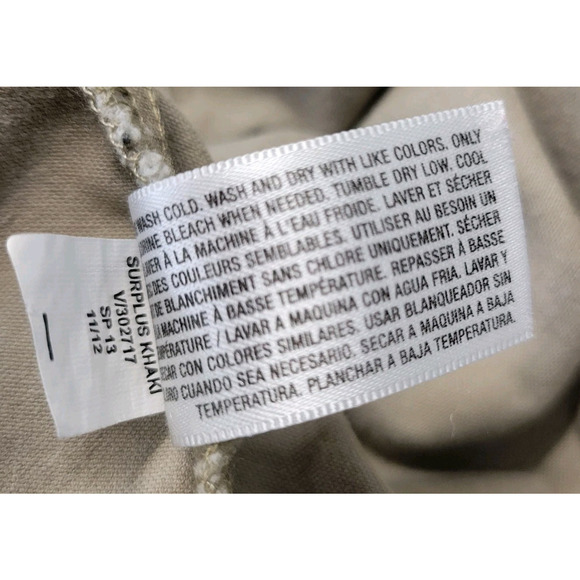 WASH COLD. WASH AND DRY WITH LIKE COLORS. ONLY
BLEACH WHEN NEEDED. TUMBLE DRY LOW. COOL
À LA MACHINE À L'EAU FROIDE. LAVER ET SÉCHER
DES COULEURS SEMBLABLES. UTILISER AU BESOIN UN
DE BLANCHIMENT SANS CHLORE UNIQUEMENT. SÉCHER
MACHINE À BASSE TEMPÉRATURE. REPASSER À BASSE
/ LAVAR A MAQUINA CON AGUA FRIA. LAVAR Y
CON COLORES SIMILARES. USAR BLANQUEADOR SIN
CUANDO SEA NECESARIO. SECAR A MAQUINA A BAJA
TEMPERATURA. PLANCHAR A BAJA TEMPERATURA.
SURPLUS KHAKI
V/302717
SP 13
11/12